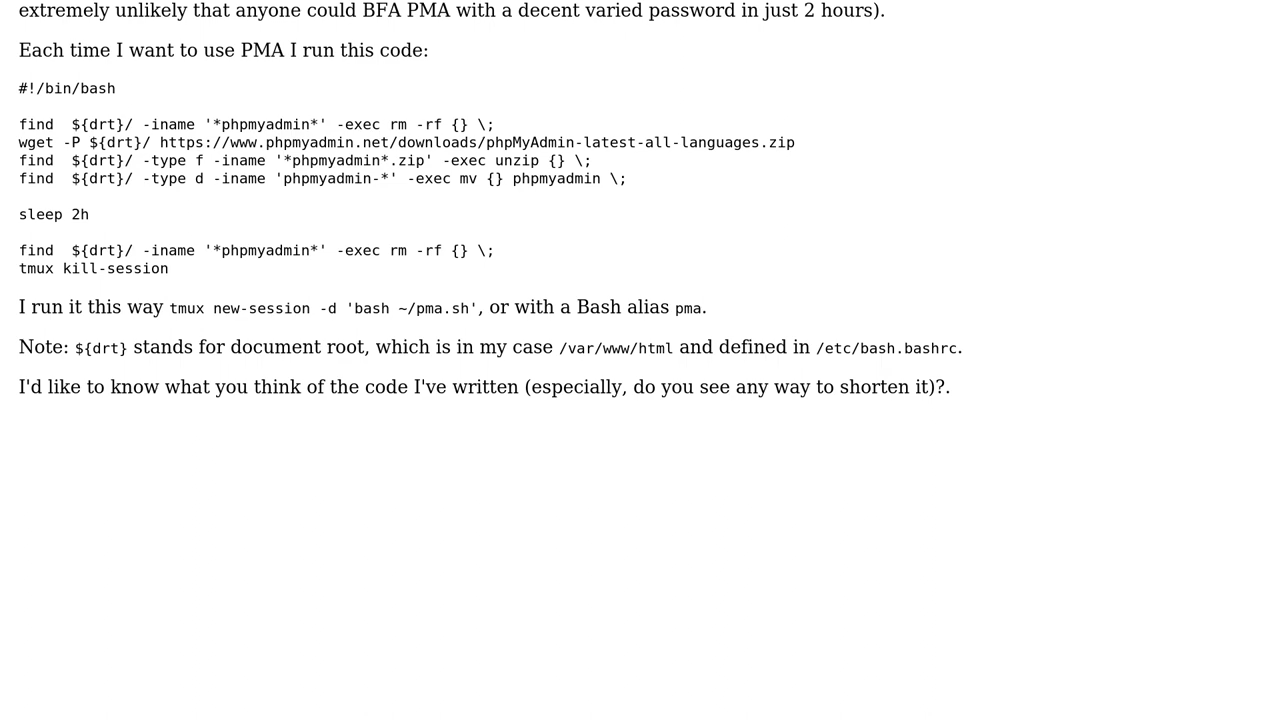 extremely unlikely that anyone could BFA PMA with a decent varied password in just 2 hours).
Each time I want to use PMA I run this code:
#!/bin/bash
find  ${drt}/ -iname '*phpmyadmin*' -exec rm -rf {} \;
wget -P ${drt}/ https://www.phpmyadmin.net/downloads/phpMyAdmin-latest-all-languages.zip
find  ${drt}/ -type f -iname '*phpmyadmin*.zip' -exec unzip {} \;
find  ${drt}/ -type d -iname 'phpmyadmin-*' -exec mv {} phpmyadmin \;
sleep 2h
find  ${drt}/ -iname '*phpmyadmin*' -exec rm -rf {} \;
tmux kill-session
I run it this way tmux new-session -d 'bash ~/pma.sh', or with a Bash alias pma.
Note: ${drt} stands for document root, which is in my case /var/www/html and defined in /etc/bash.bashrc.
I'd like to know what you think of the code I've written (especially, do you see any way to shorten it)?.